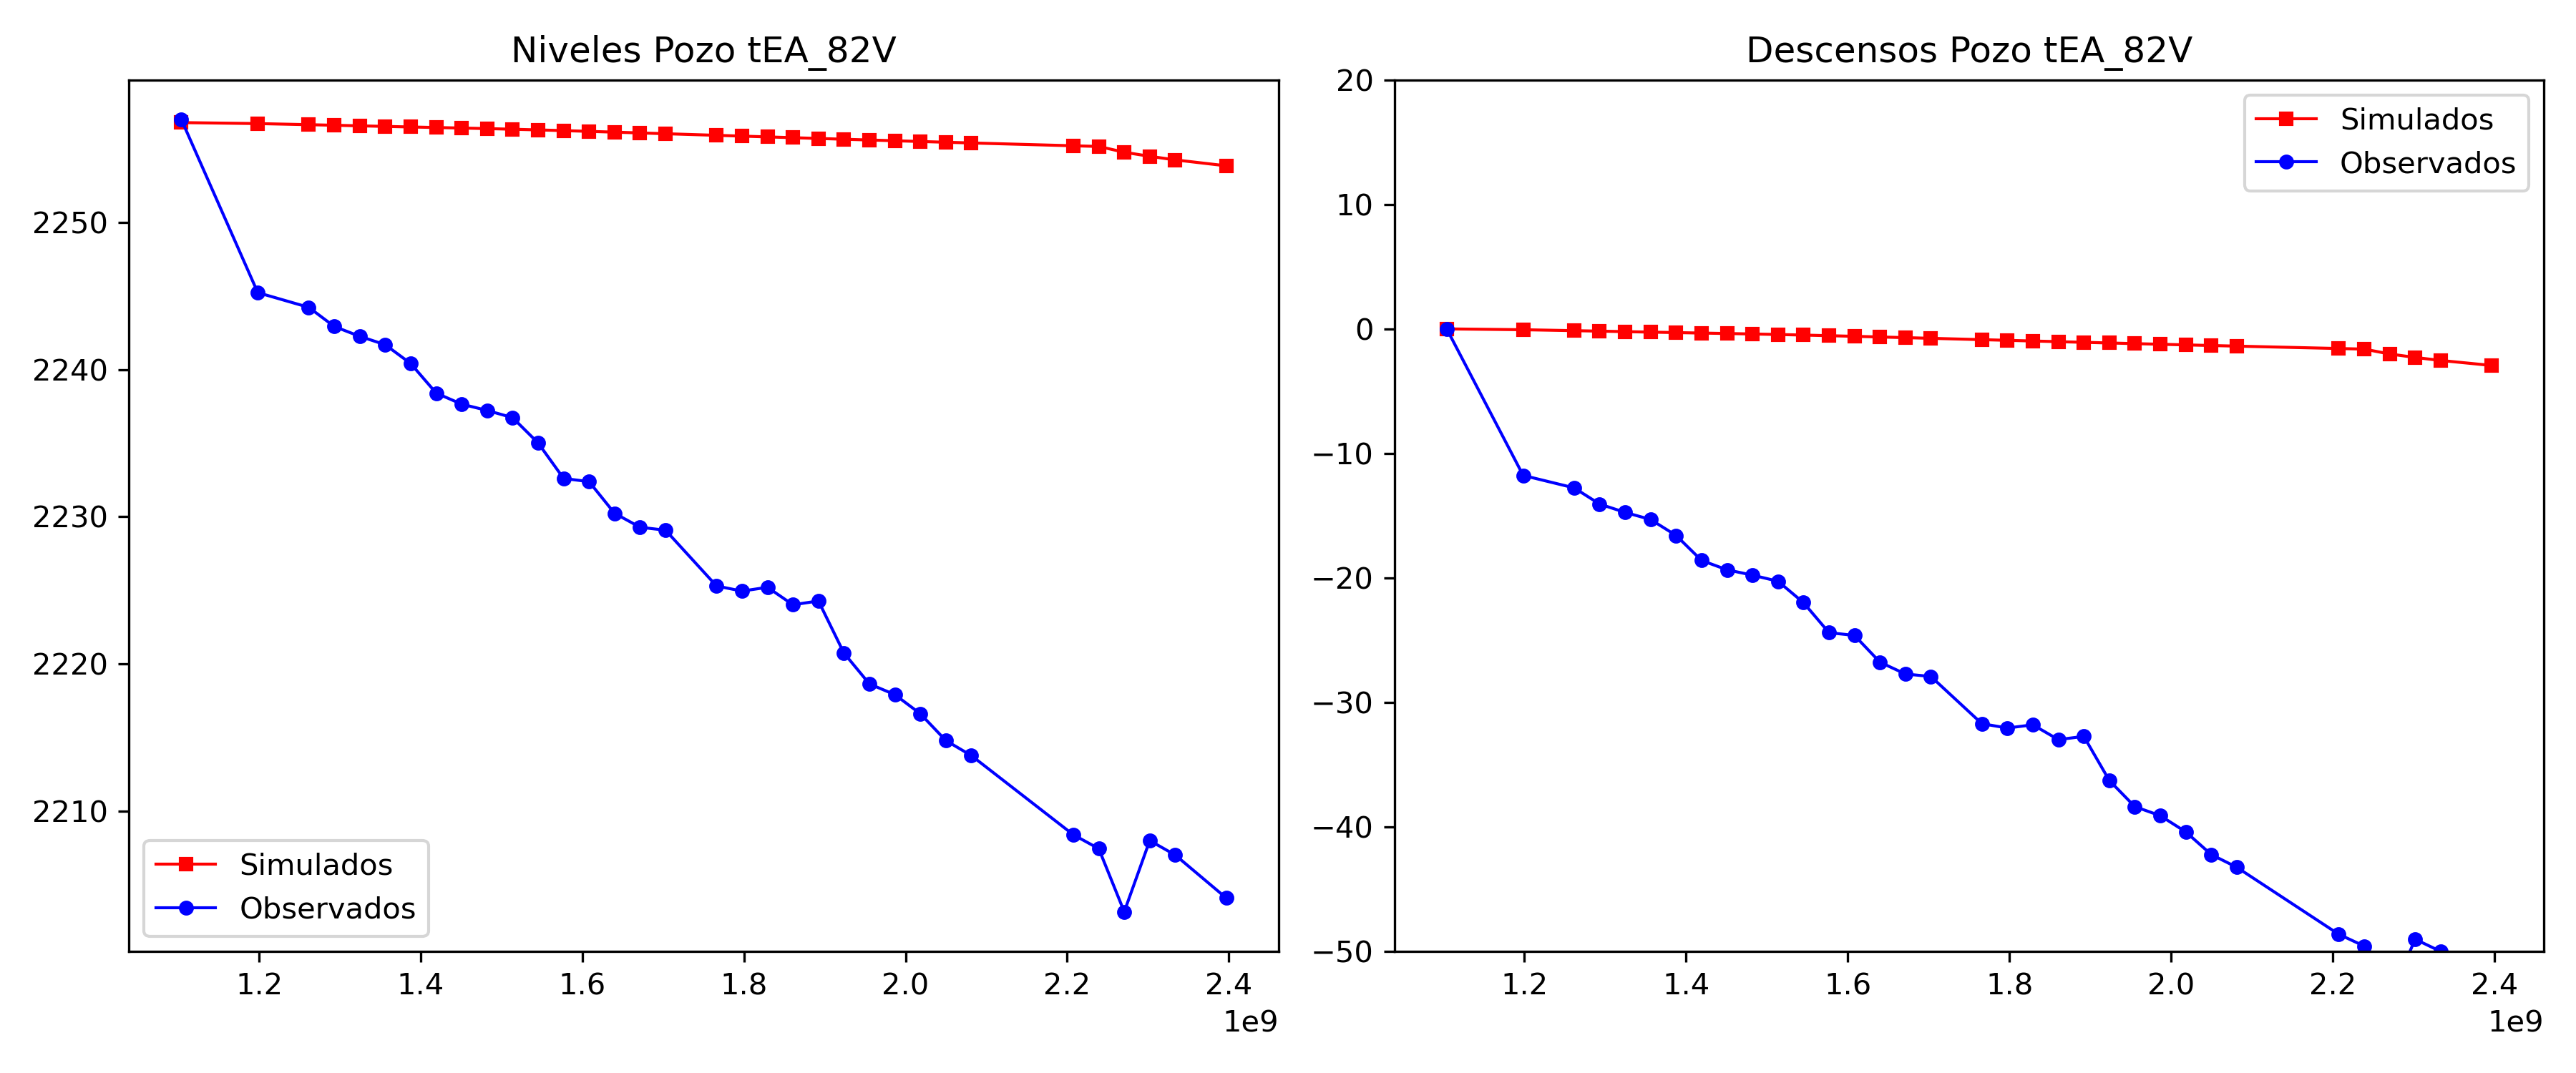 Niveles Pozo tEA_82V
2250
2240
2230
2220
2210
Simulados
Observados
1.2 1.4 1.6 1.8 2.0 2.2 2.4
1e9
Descensos Pozo tEA_82V
20
10
0
−10
−20
−30
−40
−50
Simulados
Observados
1.2 1.4 1.6 1.8 2.0 2.2 2.4
1e9